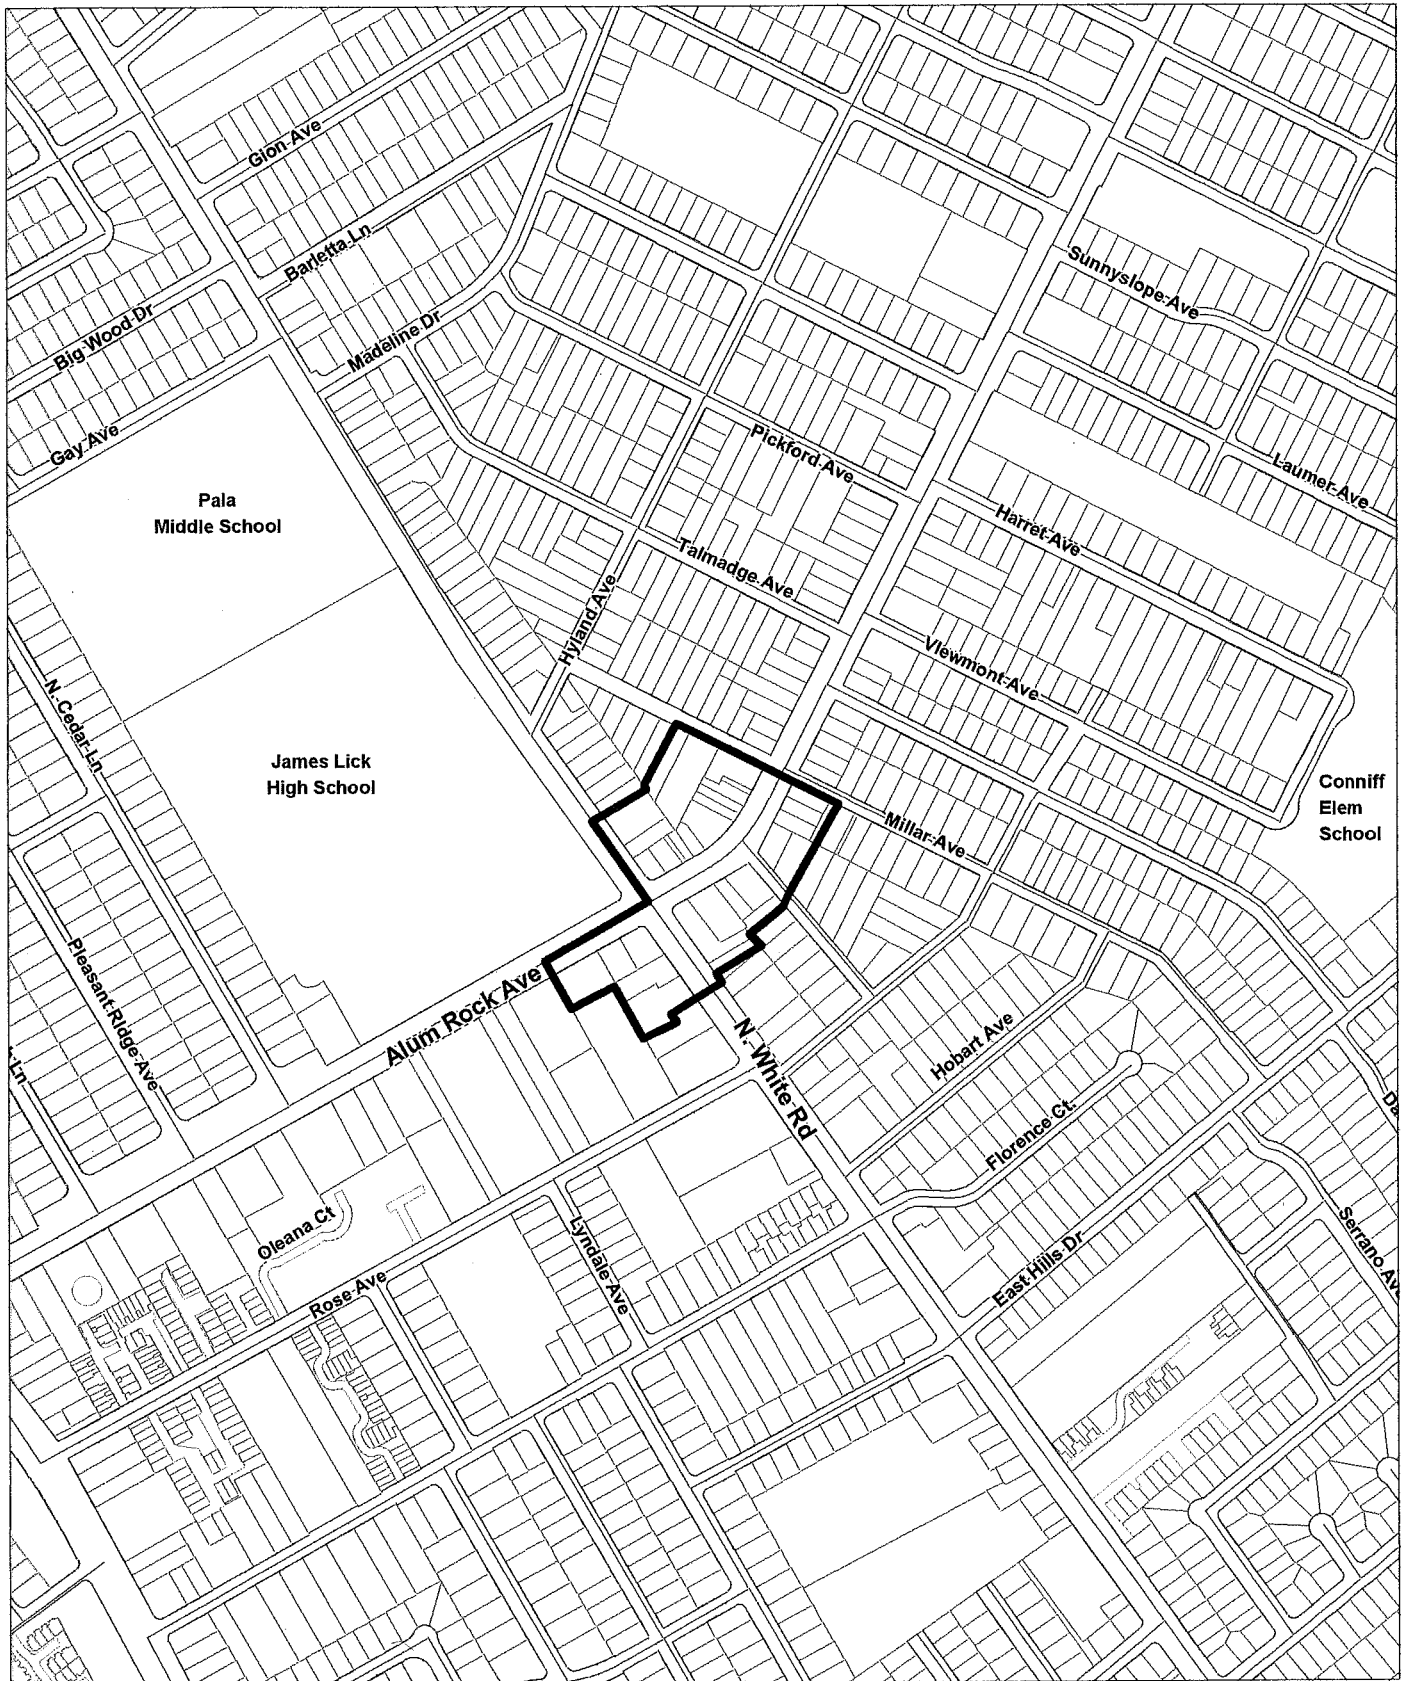 Gion Ave
Barletta Ln
Sunnyslope Ave
Big Wood Dr
Madeline Dr
Gay Ave
Pickford Ave
Laumer Ave
Pala
Middle School
Harret Ave
Talmadge Ave
Hyland Ave
Viewmont Ave
N. Cedar Ln
James Lick
High School
Conniff
Elem
School
Millar Ave
Pleasant Ridge Ave
Alum Rock Ave
N. White Rd
Hobart Ave
Ln
Florence Ct.
Oleana Ct
Lyndale Ave
Serrano Av
East Hills Dr
Rose Ave